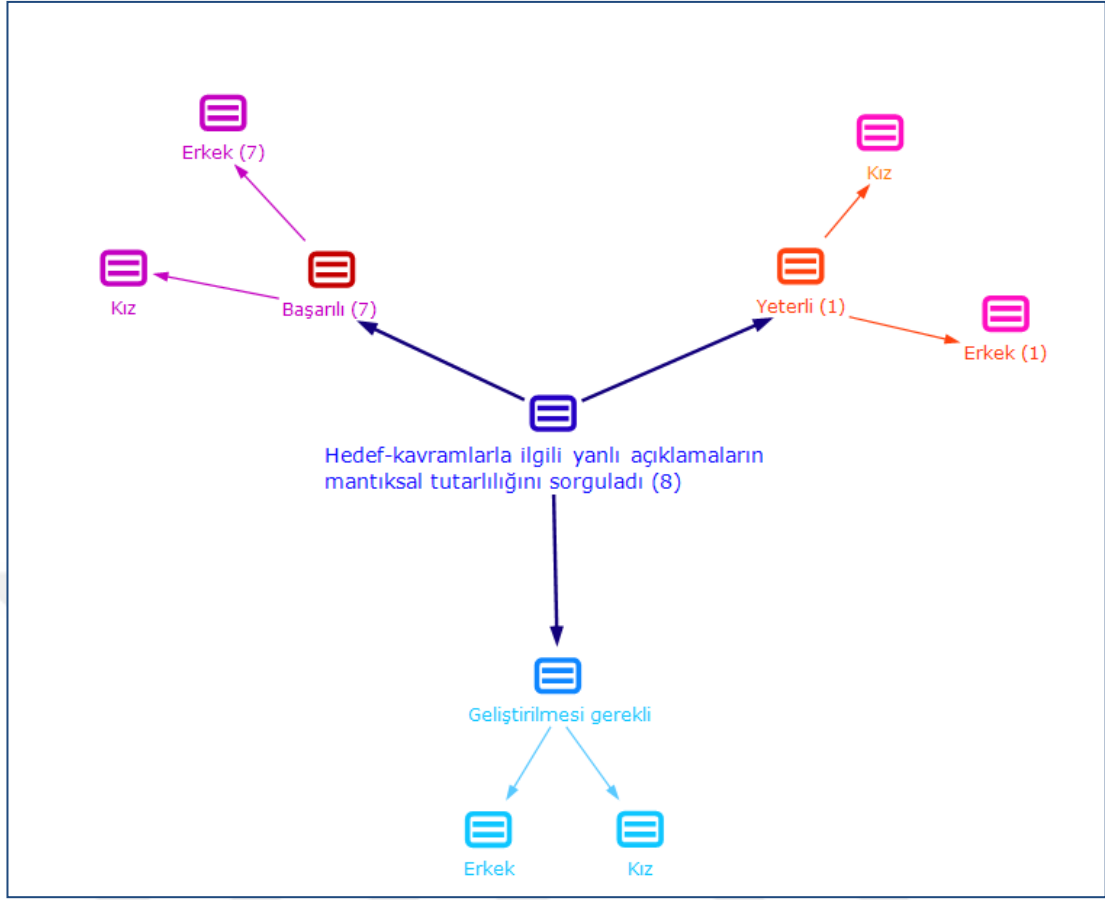 Erkek (7)
Kız
Kız
Başarılı (7)
Yeterli (1)
Erkek (1)
Hedef-kavramlarla ilgili yanlı açıklamaların
mantıksal tutarlılığını sorguladı (8)
Geliştirilmesi gerekli
Erkek
Kız